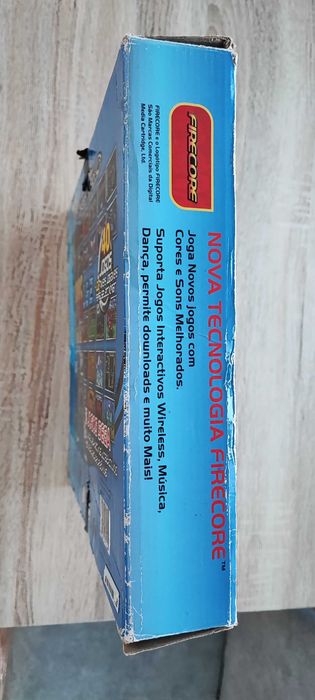 FIRECORE
NOVA TECNOLOGIA FIRECORE™
Joga Novos jogos com
Cores e Sons Melhorados.
Suporta Jogos Interactivos Wireless, Música,
Dança, permite downloads e muito Mais!
FIRECORE e o Logotipo FIRECORE
São Marcas Comerciais da Digital
Media Cartridge, Ltd.